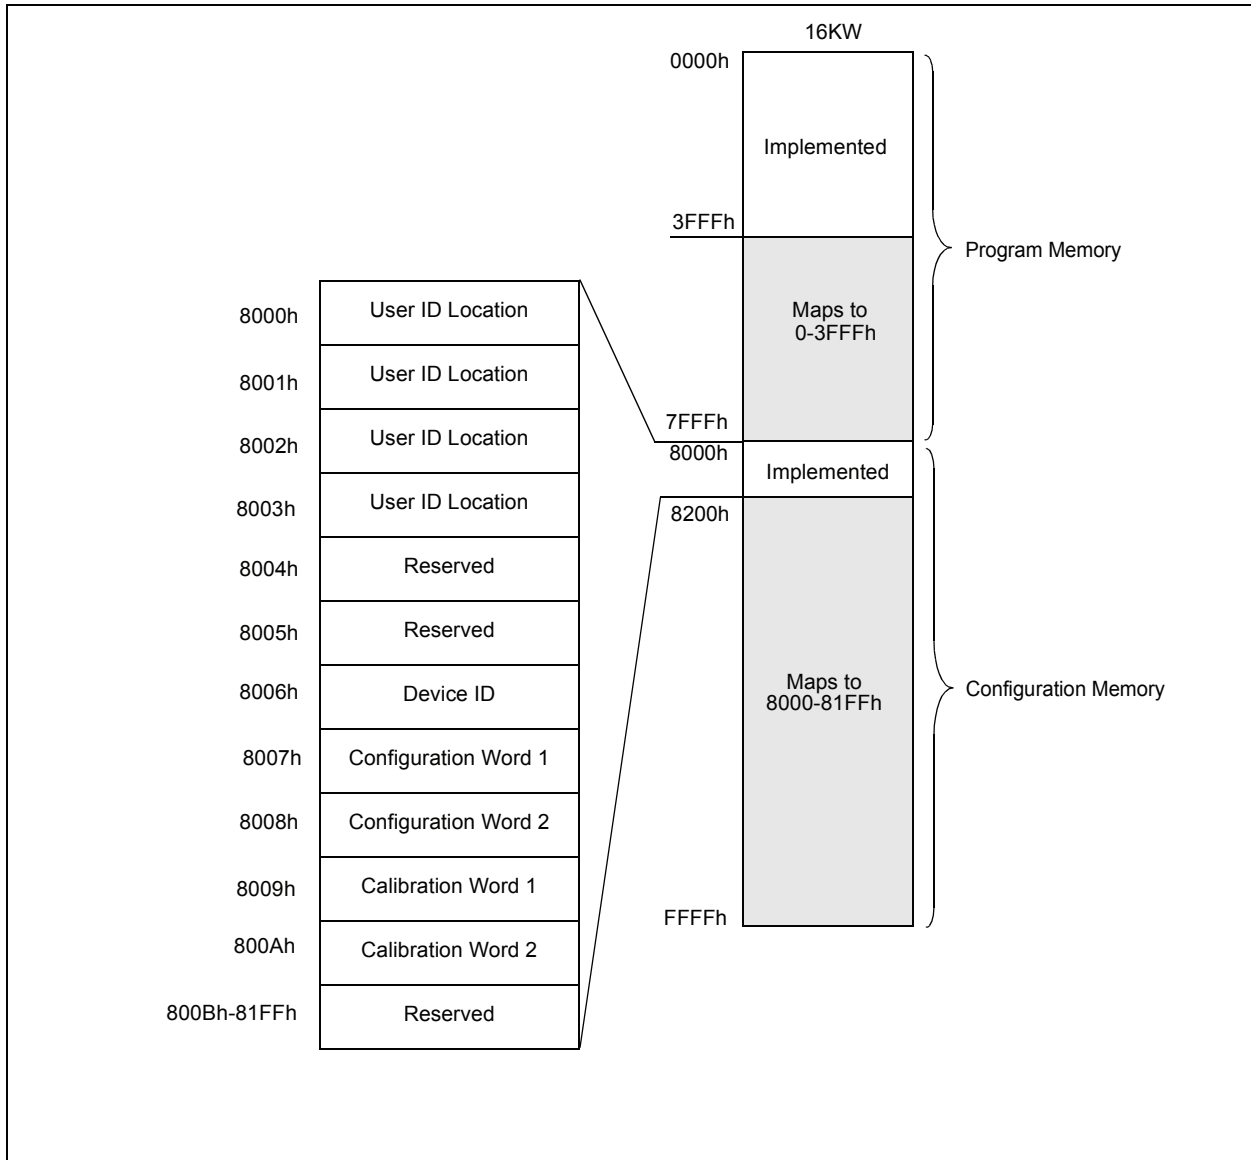 16KW
0000h
Implemented
3FFFh
Program Memory
Maps to
0-3FFFh
7FFFh
8000h
Implemented
8200h
Maps to
8000-81FFh
Configuration Memory
FFFFh
8000h
User ID Location
8001h
User ID Location
8002h
User ID Location
8003h
User ID Location
8004h
Reserved
8005h
Reserved
8006h
Device ID
8007h
Configuration Word 1
8008h
Configuration Word 2
8009h
Calibration Word 1
800Ah
Calibration Word 2
800Bh-81FFh
Reserved